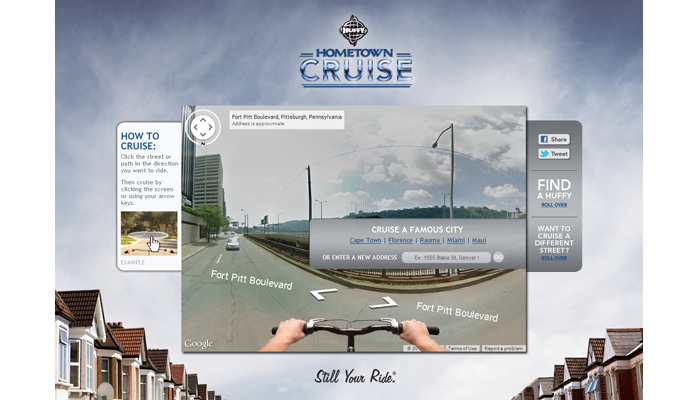 HUFFY
HOMETOWN
CRUISE
Fort Pitt Boulevard, Pittsburgh, Pennsylvania
Address is approximate
N
HOW TO
CRUISE:
Click the street or
path in the direction
you want to ride.
Then cruise by
clicking the screen
or using your arrow
keys.
EXAMPLE
Share
Tweet
FIND
A HUFFY
ROLL OVER
WANT TO
CRUISE A
DIFFERENT
STREET?
ROLL OVER
CRUISE A FAMOUS CITY
Cape Town | Florence | Rauma | Miami | Maui
OR ENTER A NEW ADDRESS Ex. 1555 Blake St, Denver GO
Fort Pitt Boulevard
Fort Pitt Boulevard
Google
Terms of Use Report a problem
Still Your Ride.®